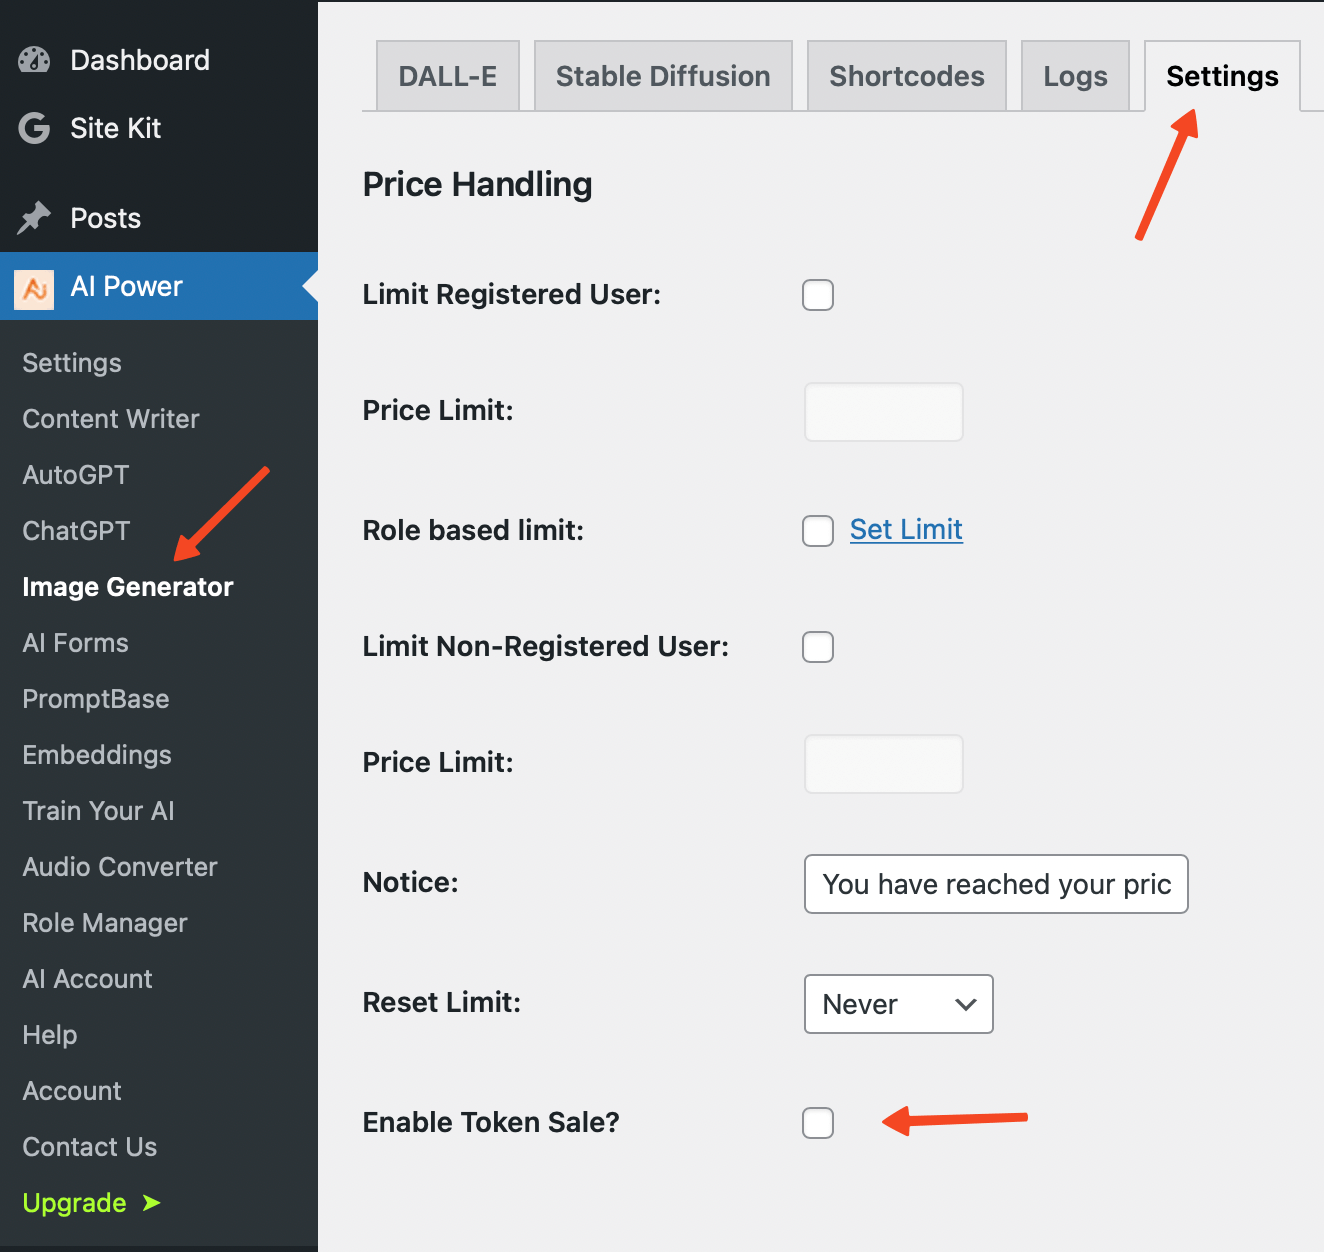 Dashboard
Site Kit
Posts
AI Power
Settings
Content Writer
AutoGPT
ChatGPT
Image Generator
AI Forms
PromptBase
Embeddings
Train Your AI
Audio Converter
Role Manager
AI Account
Help
Account
Contact Us
Upgrade ➤
DALL-E
Stable Diffusion
Shortcodes
Logs
Settings
Price Handling
Limit Registered User:
Price Limit:
Role based limit: Set Limit
Limit Non-Registered User:
Price Limit:
Notice: You have reached your pric
Reset Limit: Never
Enable Token Sale?